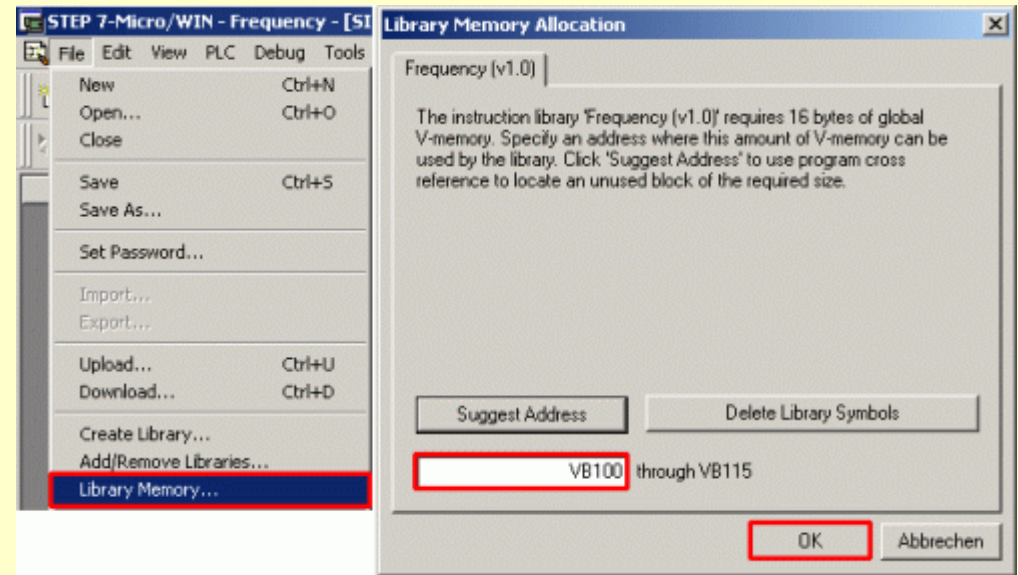 STEP 7-Micro/WIN - Frequency - [SI
File Edit View PLC Debug Tools
New Ctrl+N
Open... Ctrl+O
Close
Save Ctrl+S
Save As...
Set Password...
Import...
Export...
Upload... Ctrl+U
Download... Ctrl+D
Create Library...
Add/Remove Libraries...
Library Memory...
Library Memory Allocation
Frequency (v1.0)
The instruction library 'Frequency (v1.0)' requires 16 bytes of global
V-memory. Specify an address where this amount of V-memory can be
used by the library. Click 'Suggest Address' to use program cross
reference to locate an unused block of the required size.
Suggest Address Delete Library Symbols
VB100 through VB115
OK Abbrechen